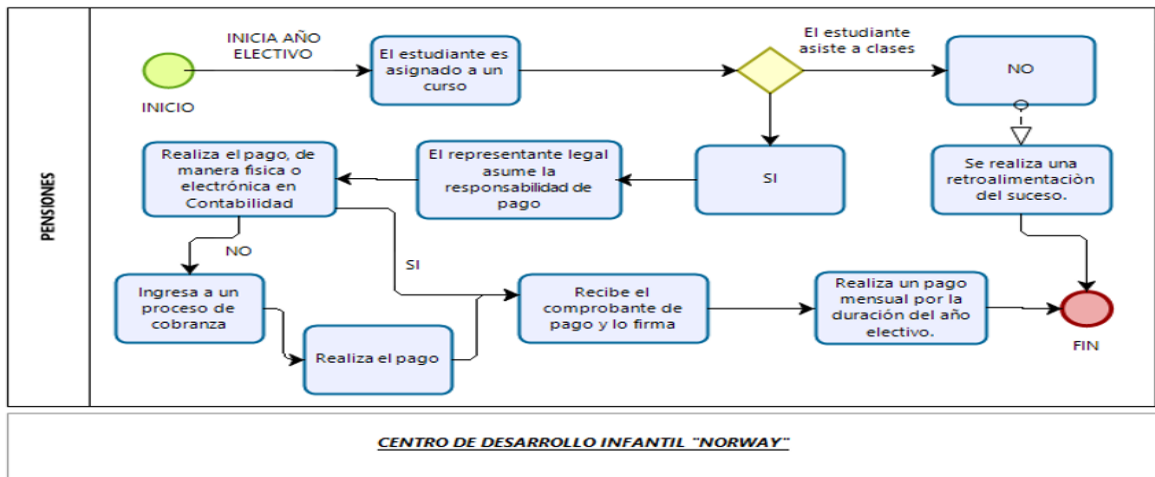 PENSIONES
INICIA AÑO
ELECTIVO
INICIO
El estudiante es
asignado a un
curso
El estudiante
asiste a clases
NO
Realiza el pago, de
manera fisica o
electrónica en
Contabilidad
El representante legal
asume la
responsabilidad de
pago
SI
Se realiza una
retroalimentaciòn
del suceso.
NO
SI
Ingresa a un
proceso de
cobranza
Realiza el pago
Recibe el
comprobante de
pago y lo firma
Realiza un pago
mensual por la
duración del año
electivo.
FIN
CENTRO DE DESARROLLO INFANTIL "NORWAY"